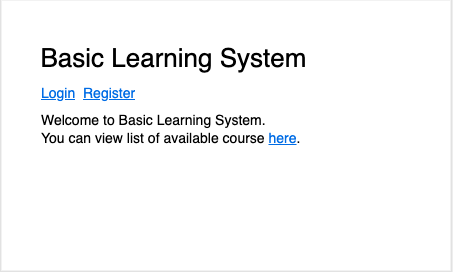 Basic Learning System
Login Register
Welcome to Basic Learning System.
You can view list of available course here.